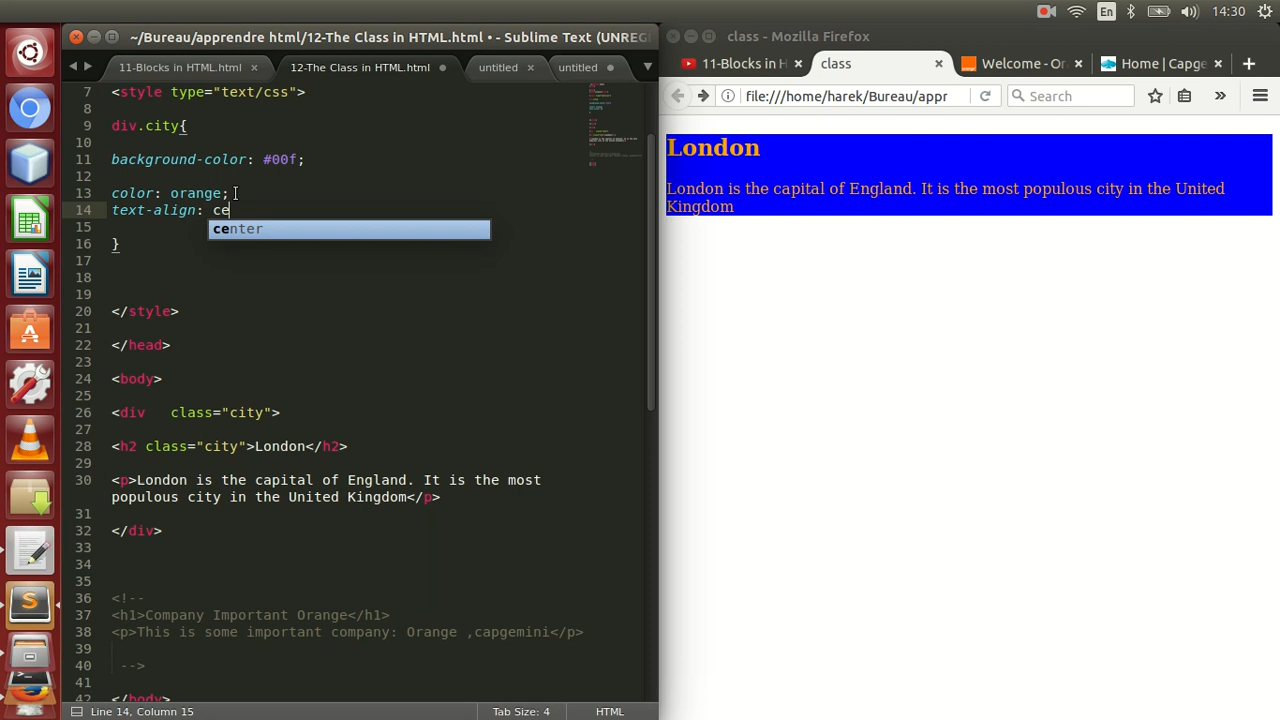 14:30
En
~/Bureau/apprendre html/12-The Class in HTML.html • - Sublime Text (UNREG
11-Blocks in HTML.html
12-The Class in HTML.html
untitled
untitled
7 <style type="text/css">
8
9 div.city{
10
11 background-color: #00f;
12
13 color: orange;
14 text-align: ce
center
15
16 }
17
18
19
20 </style>
21
22 </head>
23
24 <body>
25
26 <div   class="city">
27
28 <h2 class="city">London</h2>
29
30 <p>London is the capital of England. It is the most
populous city in the United Kingdom</p>
31
32 </div>
33
34
35
36 <!--
37 <h1>Company Important Orange</h1>
38 <p>This is some important company: Orange ,capgemini</p>
39
40 -->
41
42 </body>
Line 14, Column 15
Tab Size: 4
HTML
class - Mozilla Firefox
11-Blocks in H
class
Welcome - Or
Home | Capge
file:///home/harek/Bureau/appr
Search
London
London is the capital of England. It is the most populous city in the United
Kingdom